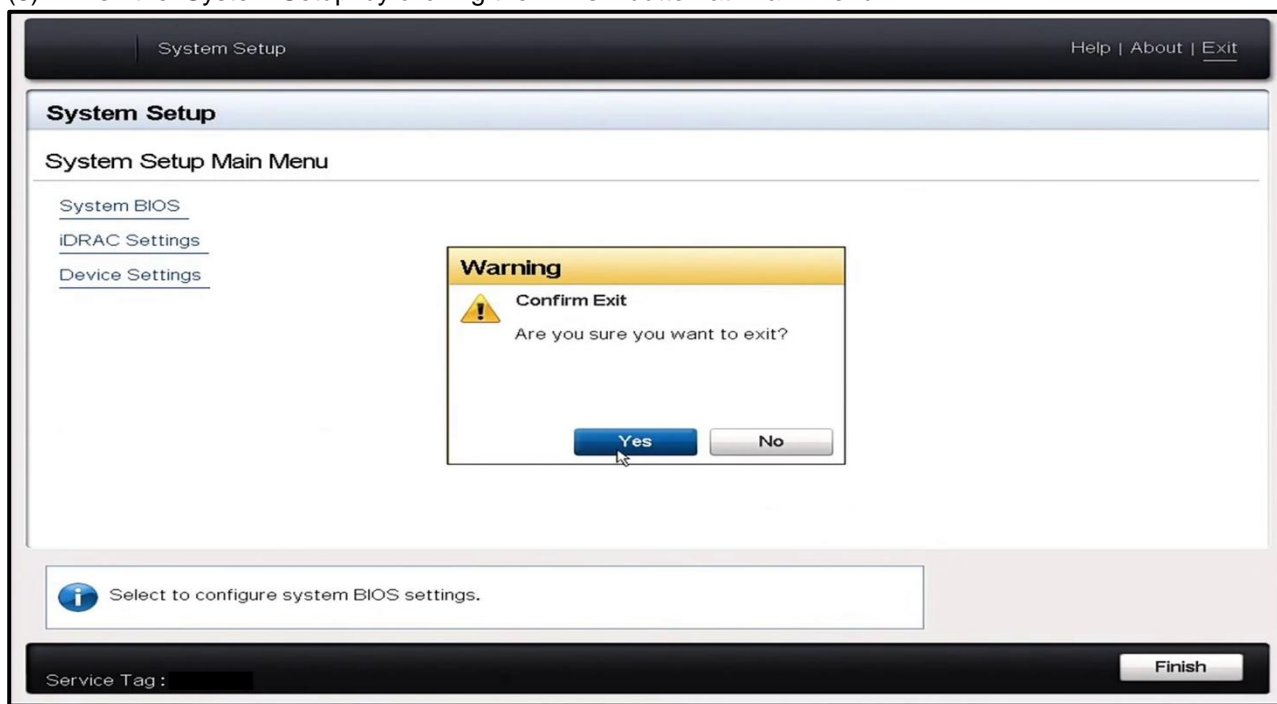 System Setup
Help | About | Exit
System Setup
System Setup Main Menu
System BIOS
iDRAC Settings
Device Settings
Warning
Confirm Exit
Are you sure you want to exit?
Yes No
Select to configure system BIOS settings.
Finish
Service Tag :